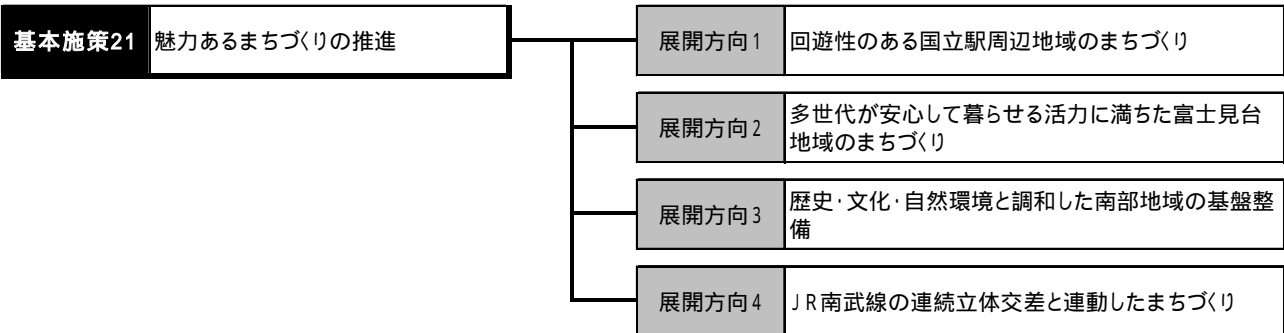 基本施策21 魅力あるまちづくりの推進
展開方向1 回遊性のある国立駅周辺地域のまちづくり
展開方向2 多世代が安心して暮らせる活力に満ちた富士見台
地域のまちづくり
展開方向3 歴史・文化・自然環境と調和した南部地域の基盤整
備
展開方向4 JR南武線の連続立体交差と連動したまちづくり